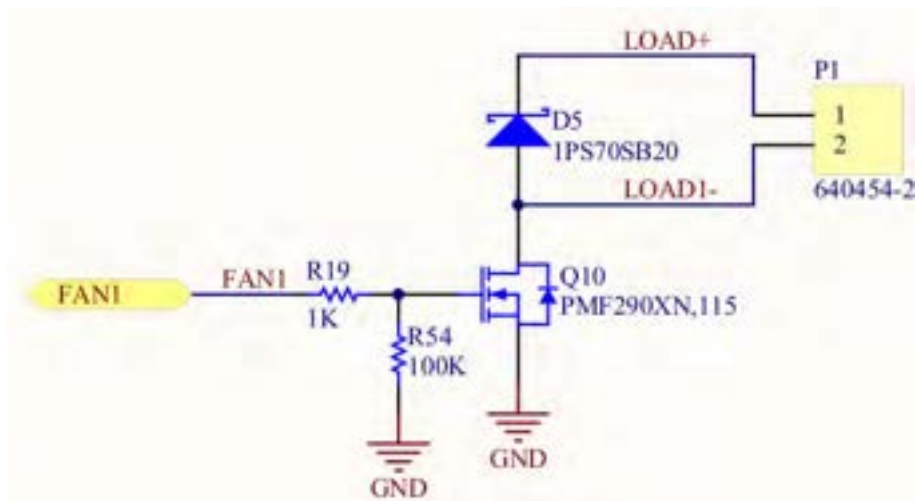 LOAD+
P1
1
2
640454-2
D5
1PS70SB20
LOAD1-
FAN1
FAN1
R19
1K
R54
100K
Q10
PMF290XN,115
GND
GND